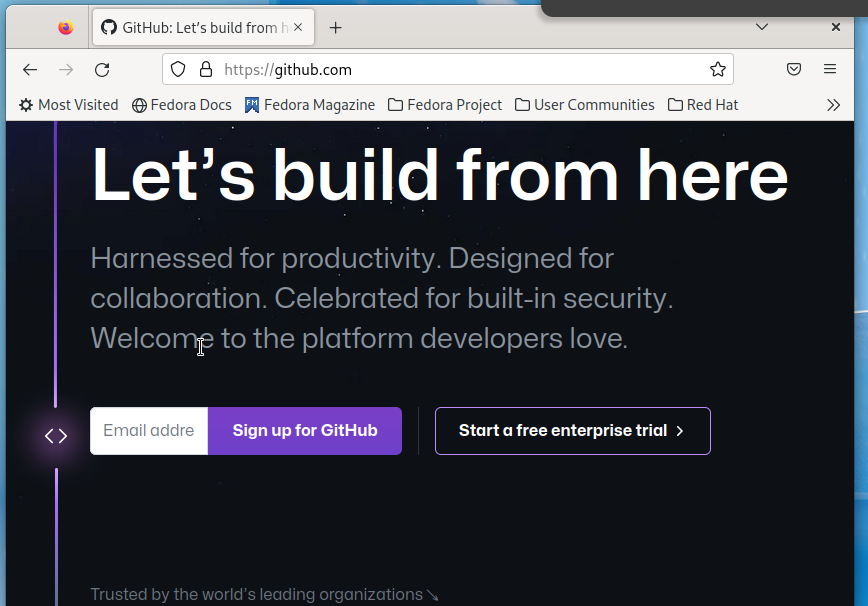 GitHub: Let's build from h
https://github.com
Most Visited Fedora Docs Fedora Magazine Fedora Project User Communities Red Hat
Let's build from here
Harnessed for productivity. Designed for
collaboration. Celebrated for built-in security.
Welcome to the platform developers love.
Email addre Sign up for GitHub Start a free enterprise trial
Trusted by the world's leading organizations